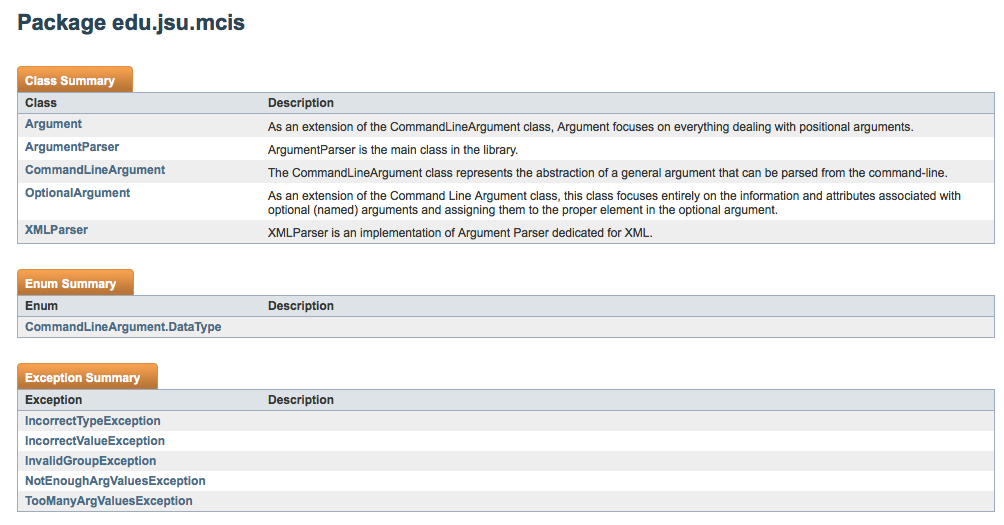 Package edu.jsu.mcis
Class Summary
Class Description
Argument As an extension of the CommandLineArgument class, Argument focuses on everything dealing with positional arguments.
ArgumentParser ArgumentParser is the main class in the library.
CommandLineArgument The CommandLineArgument class represents the abstraction of a general argument that can be parsed from the command-line.
OptionalArgument As an extension of the Command Line Argument class, this class focuses entirely on the information and attributes associated with
optional (named) arguments and assigning them to the proper element in the optional argument.
XMLParser XMLParser is an implementation of Argument Parser dedicated for XML.
Enum Summary
Enum Description
CommandLineArgument.DataType
Exception Summary
Exception Description
IncorrectTypeException
IncorrectValueException
InvalidGroupException
NotEnoughArgValuesException
TooManyArgValuesException